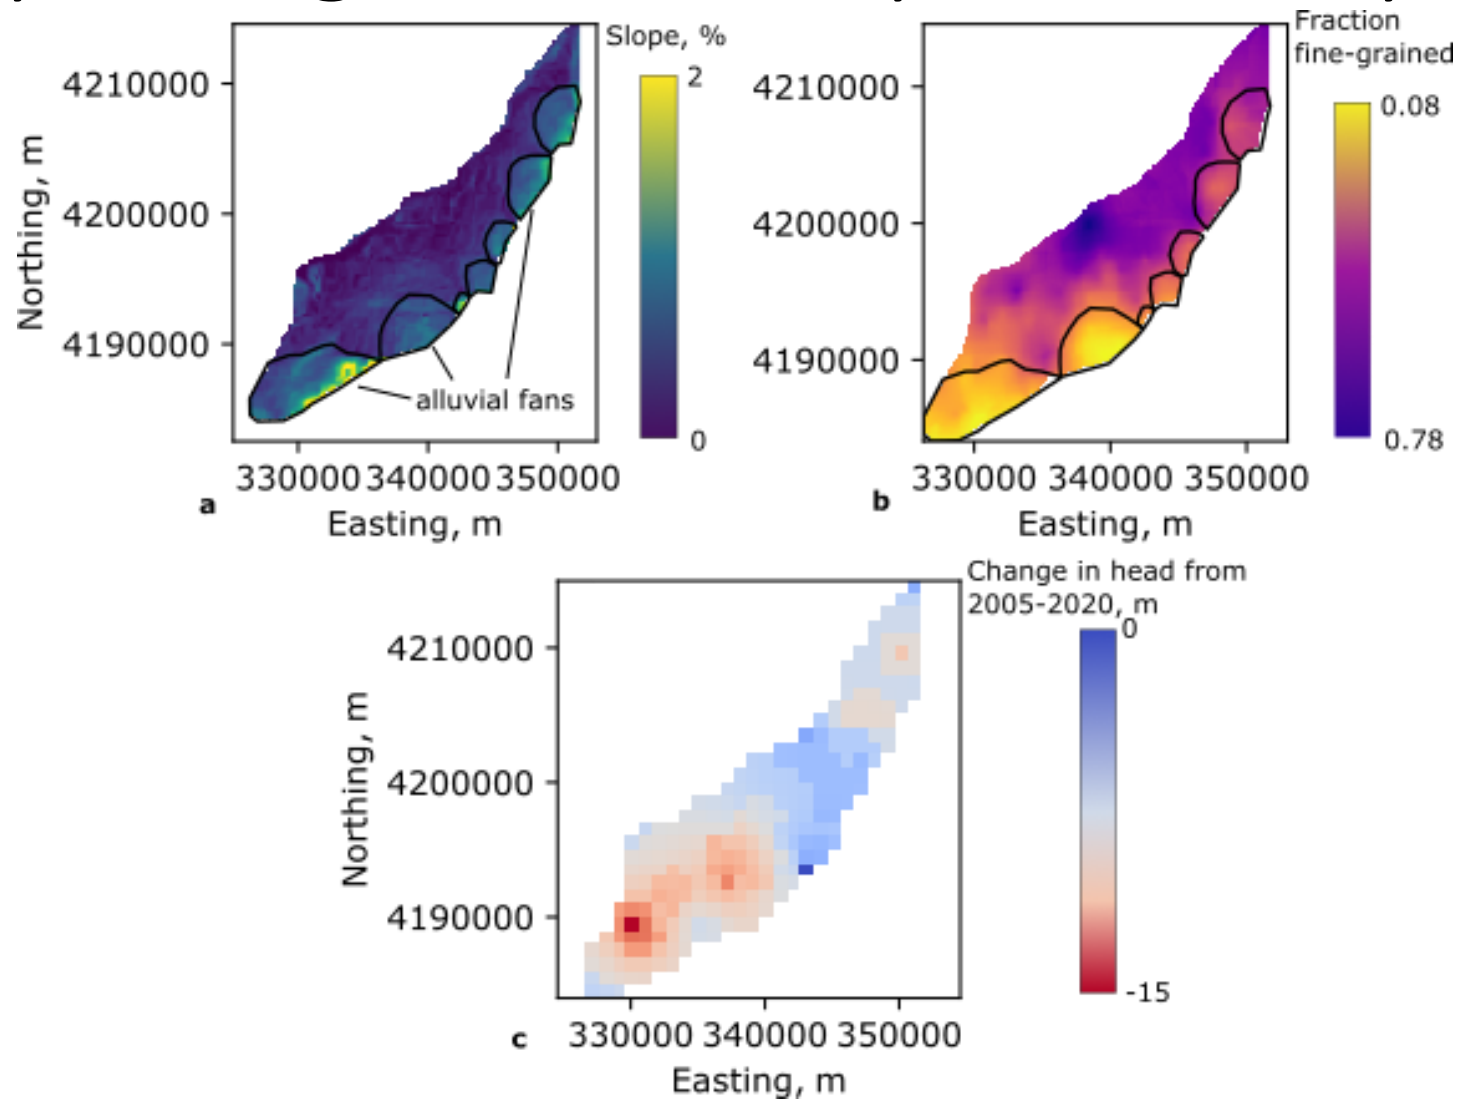 Slope, %
2
0
4210000
4200000
4190000
Northing, m
alluvial fans
330000 340000 350000
Easting, m
a
Fraction
fine-grained
0.08
0.78
4210000
4200000
4190000
330000 340000 350000
Easting, m
b
Change in head from
2005-2020, m
0
-15
4210000
4200000
4190000
Northing, m
330000 340000 350000
Easting, m
c